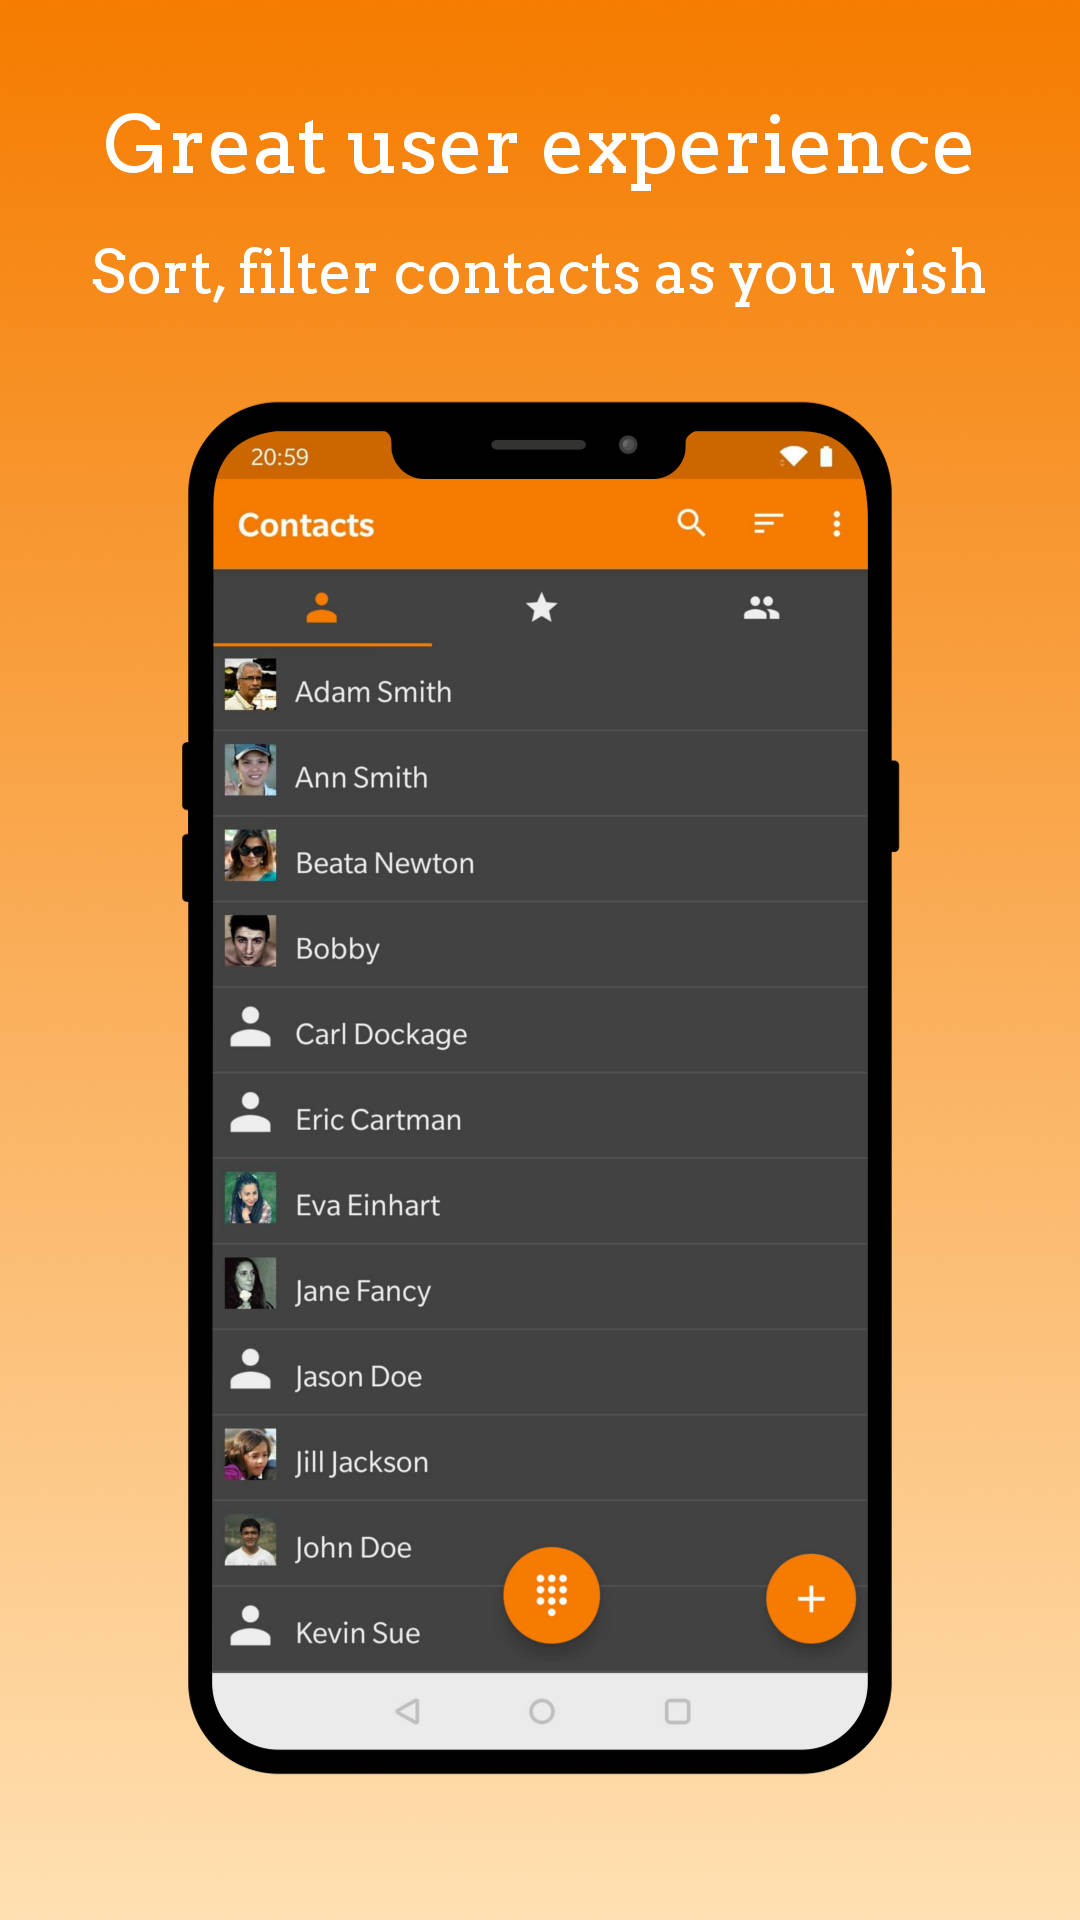 Great user experience
Sort, filter contacts as you wish
20:59
Contacts
Adam Smith
Ann Smith
Beata Newton
Bobby
Carl Dockage
Eric Cartman
Eva Einhart
Jane Fancy
Jason Doe
Jill Jackson
John Doe
Kevin Sue